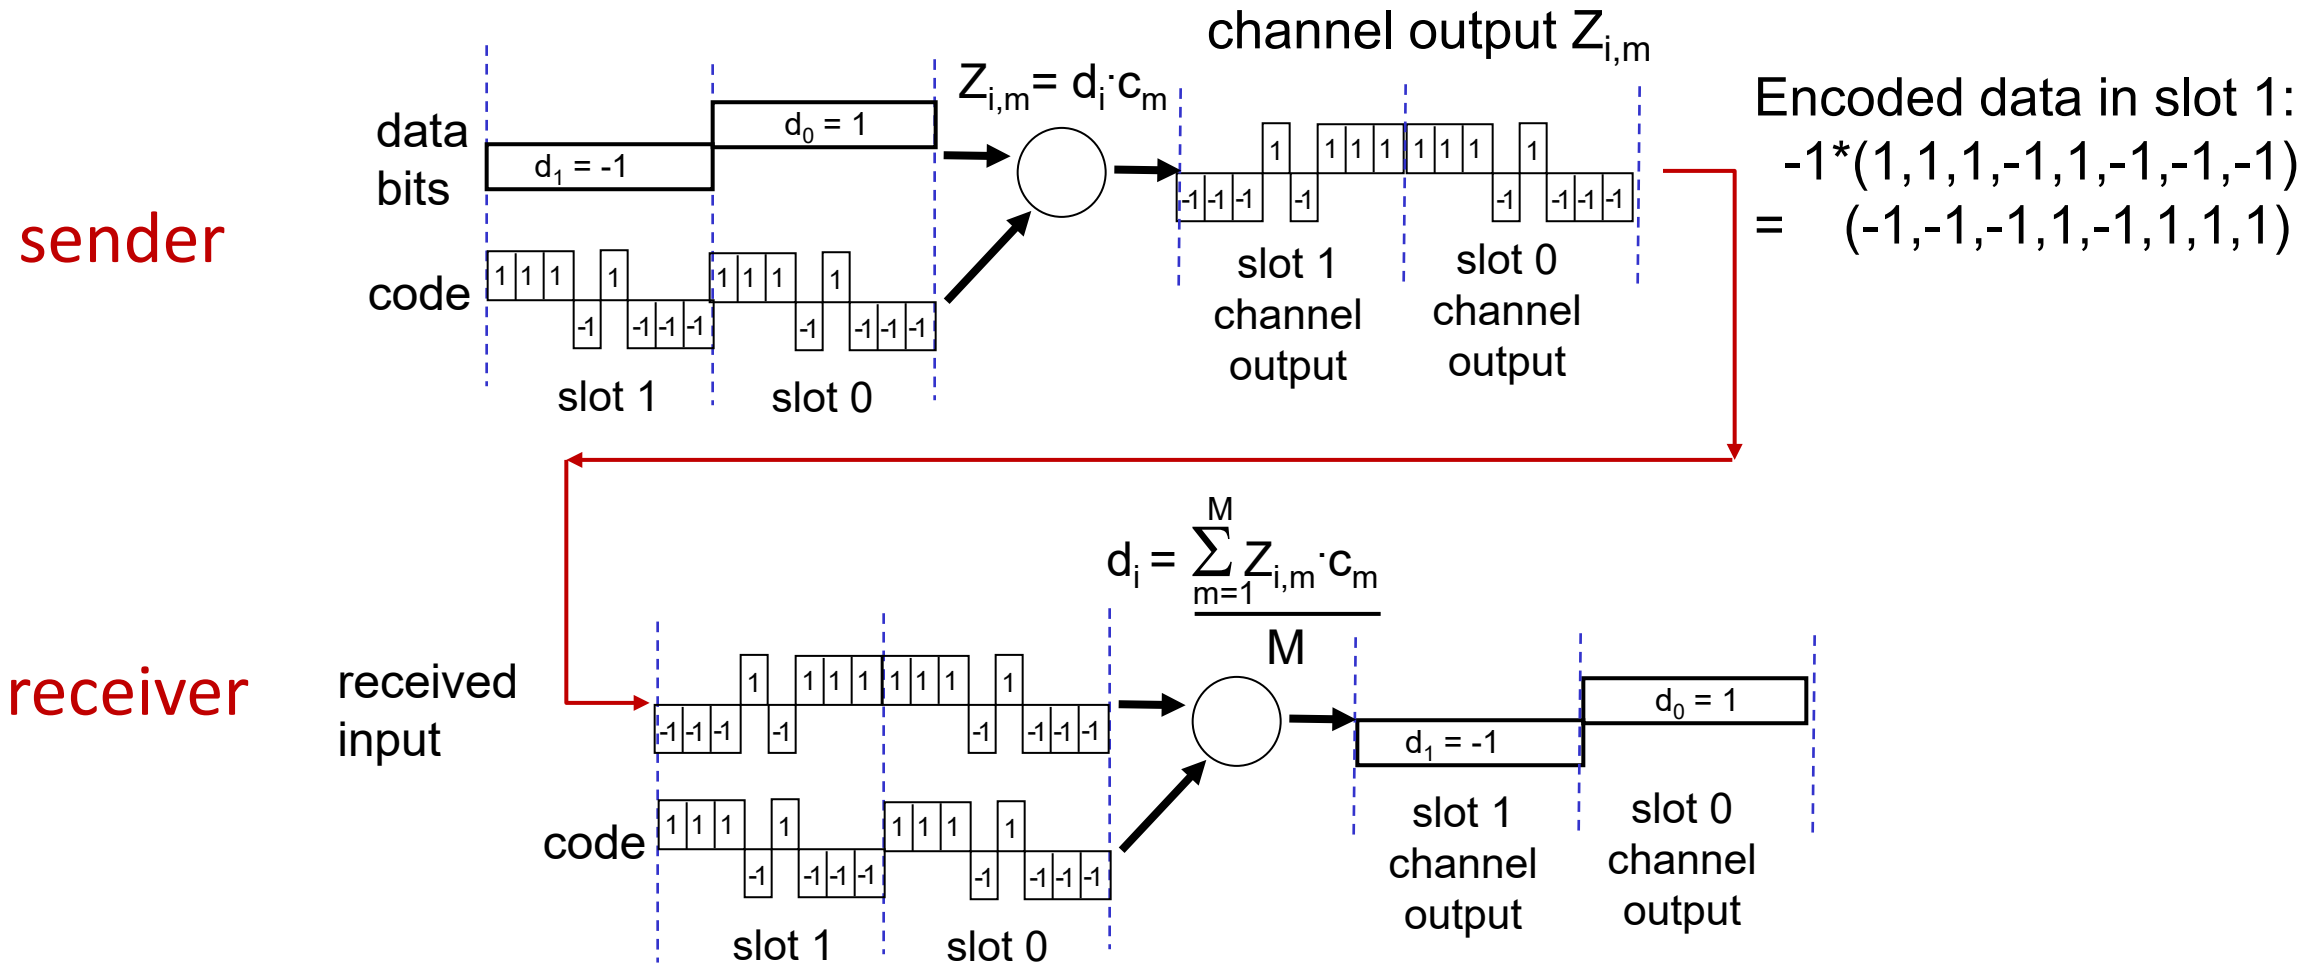 channel output Z_{i,m}
Z_{i,m}= d_i·c_m
data
bits
d_0 = 1
d_1 = -1
Encoded data in slot 1:
-1*(1,1,1,-1,1,-1,-1,-1)
= (-1,-1,-1,1,-1,1,1,1)
sender
1 1 1 1 1 1 1 1
-1 -1 -1 -1 -1 -1 -1 -1
code
1 1 1 1 1 1 1 1
-1 -1 -1 -1 -1 -1 -1 -1
slot 1
slot 0
slot 1
channel
output
slot 0
channel
output
d_i = ∑ Z_{i,m}·c_m
M
m=1
M
receiver
received
input
1 1 1 1 1 1 1 1
-1 -1 -1 -1 -1 -1 -1 -1
code
1 1 1 1 1 1 1 1
-1 -1 -1 -1 -1 -1 -1 -1
slot 1
slot 0
d_1 = -1
d_0 = 1
slot 1
channel
output
slot 0
channel
output